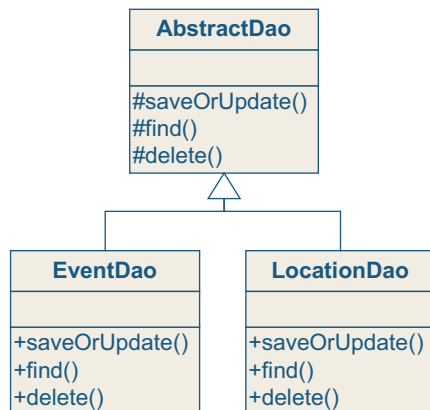 AbstractDao
#saveOrUpdate()
#find()
#delete()
EventDao
+saveOrUpdate()
+find()
+delete()
LocationDao
+saveOrUpdate()
+find()
+delete()